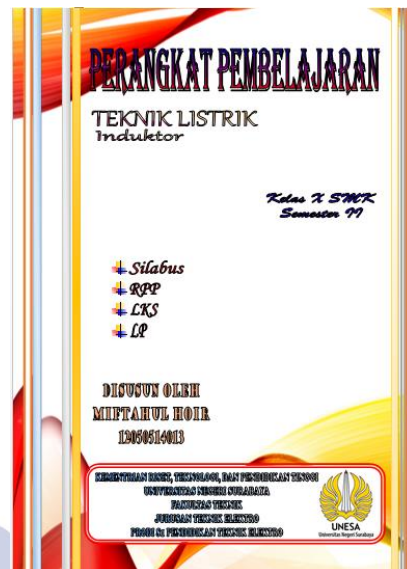 PERANGKAT PEMBELAJARAN
TEKNIK LISTRIK
Induktor
Kelas X SMK
Semester II
Silabus
RPP
LKS
LP
DISUSUN OLEH
MIFTAHUL HOIR
12050514013
KEMENTRIAN RISET, TEKNOLOGI, DAN PENDIDIKAN TINGGI
UNIVERSITAS NEGERI SURABAYA
FAKULTAS TEKNIK
JURUSAN TEKNIK ELEKTRO
PRODI S1 PENDIDIKAN TEKNIK ELEKTRO
UNESA
Universitas Negeri Surabaya